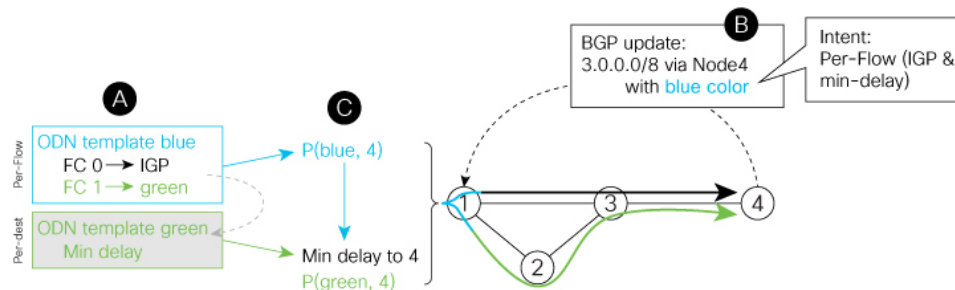 B
BGP update:
3.0.0.0/8 via Node4
with blue color
Intent:
Per-Flow (IGP &
min-delay)
A
C
Per-Flow
ODN template blue
FC 0 → IGP
FC 1 → green
P(blue, 4)
Per-dest
ODN template green
Min delay
Min delay to 4
P(green, 4)
1
3
4
2